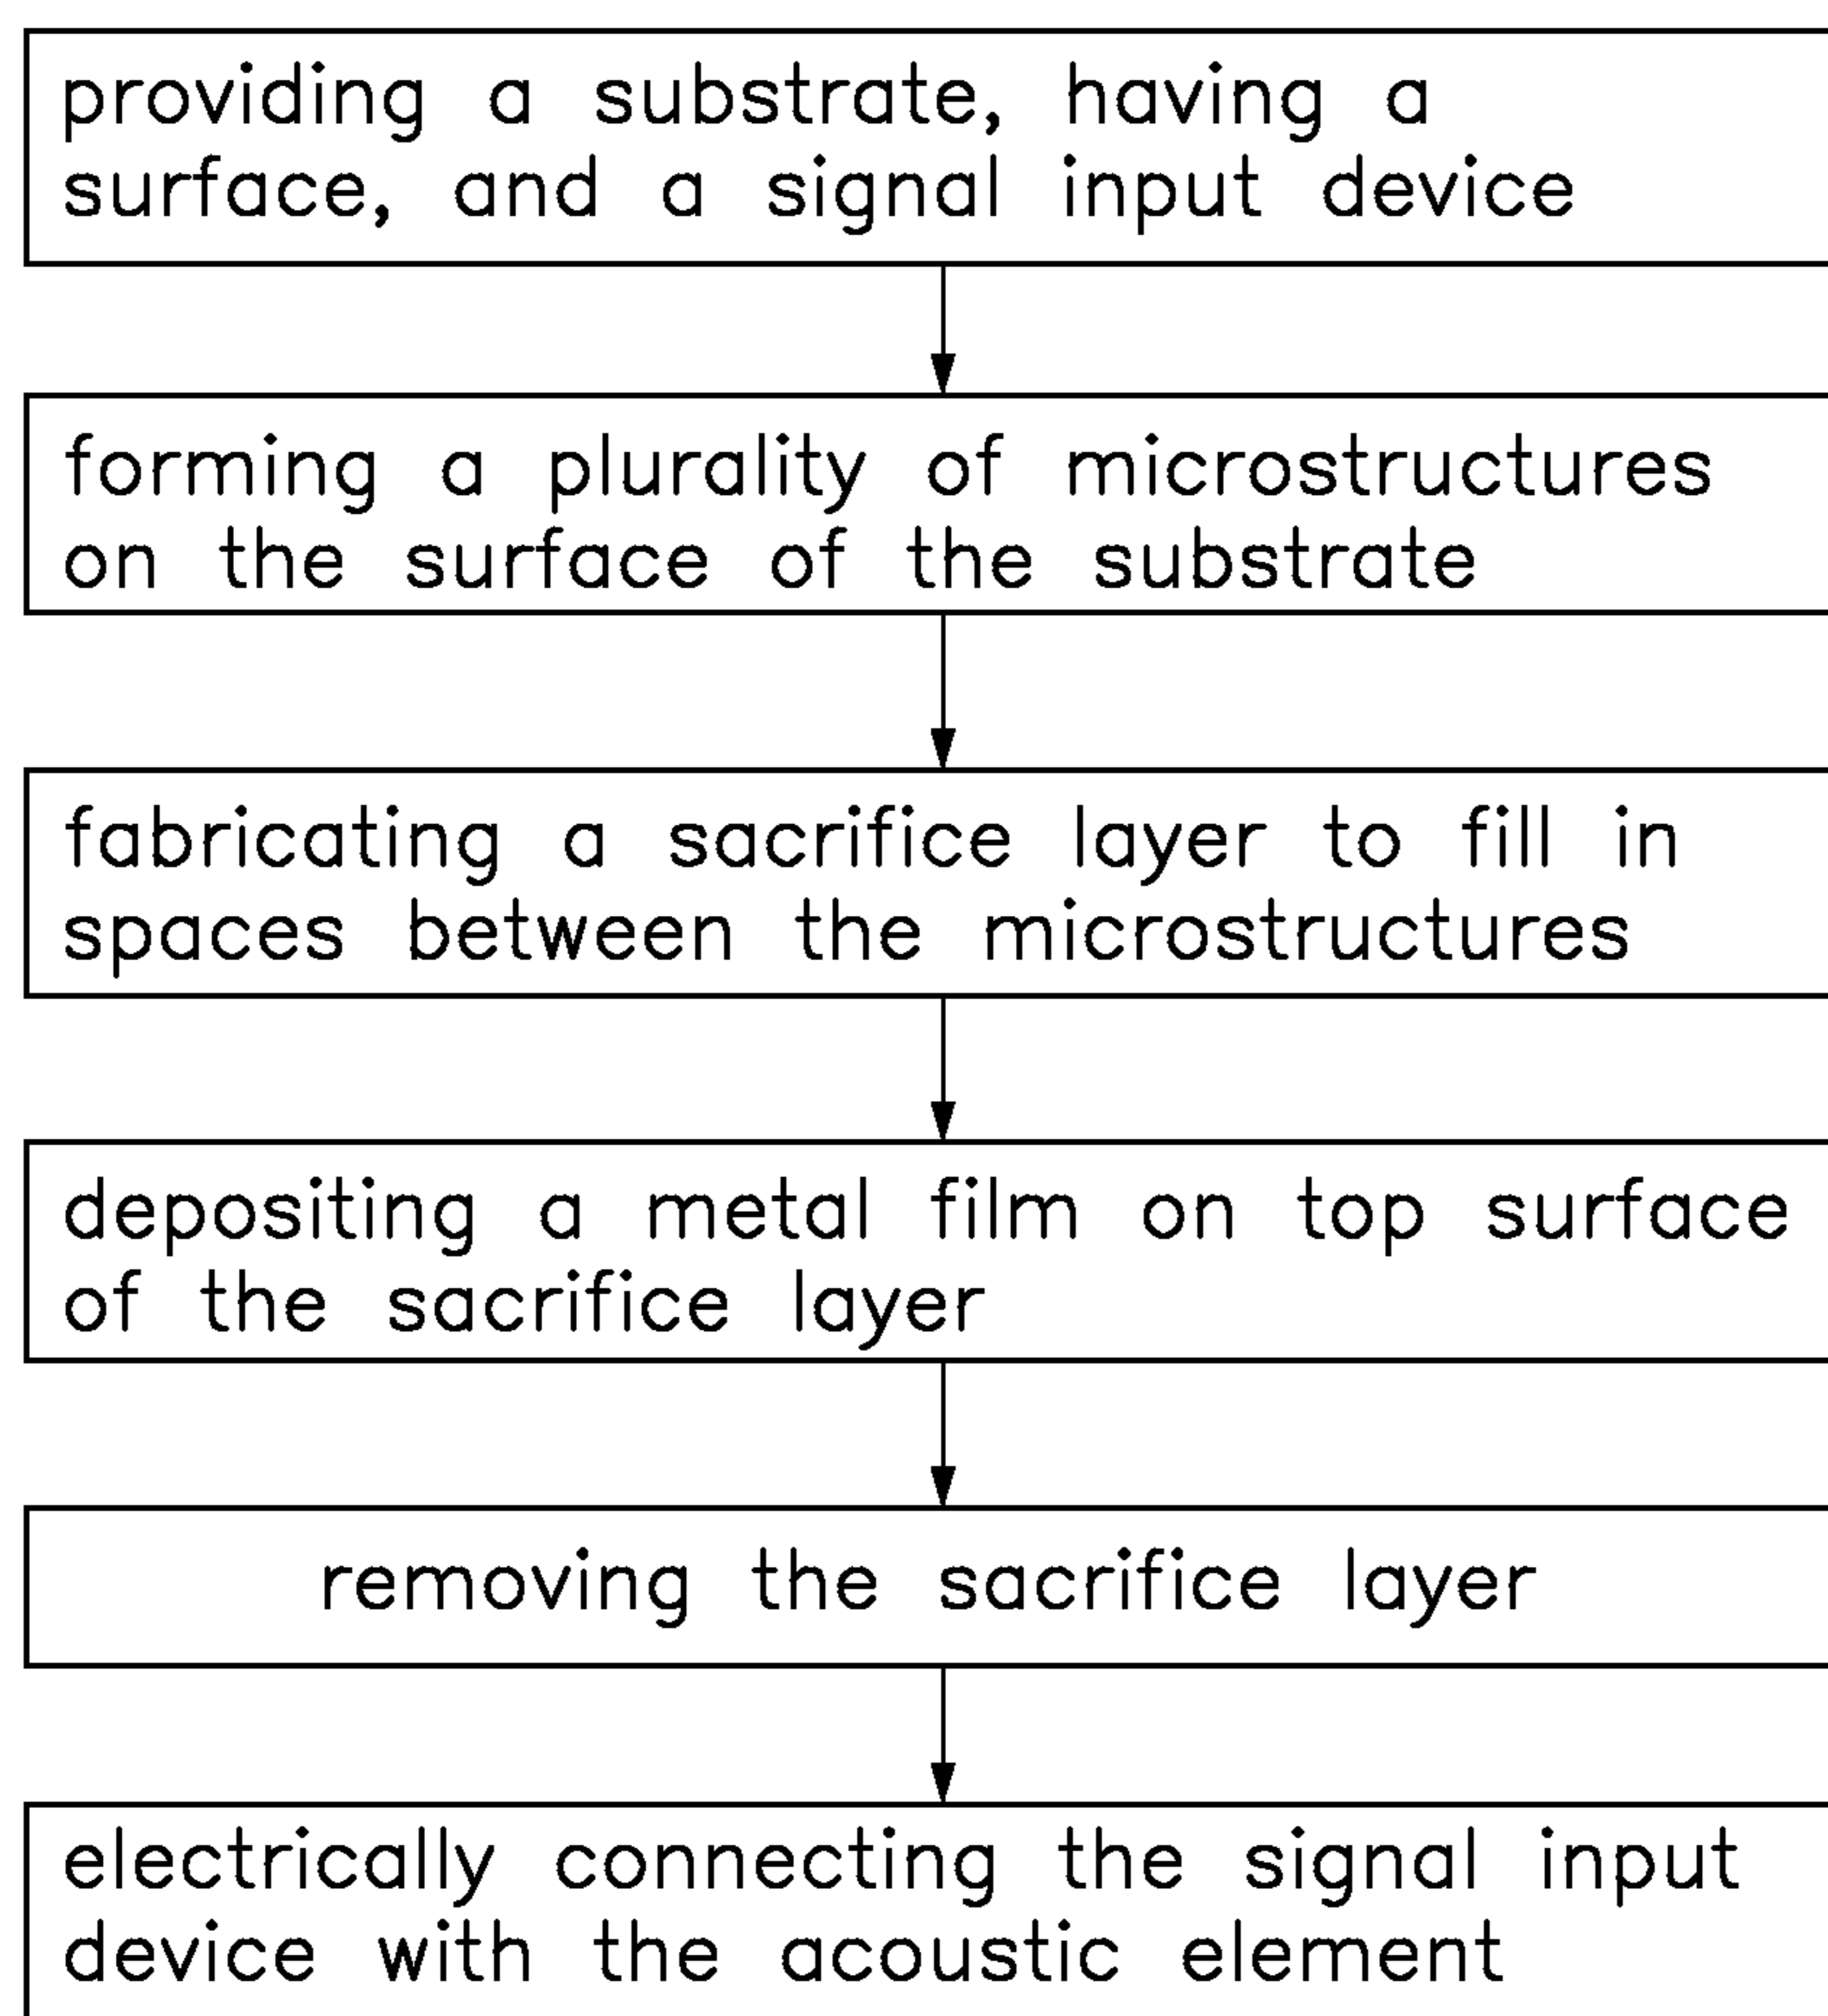 providing a substrate, having a
surface, and a signal input device
forming a plurality of microstructures
on the surface of the substrate
fabricating a sacrifice layer to fill in
spaces between the microstructures
depositing a metal film on top surface
of the sacrifice layer
removing the sacrifice layer
electrically connecting the signal input
device with the acoustic element